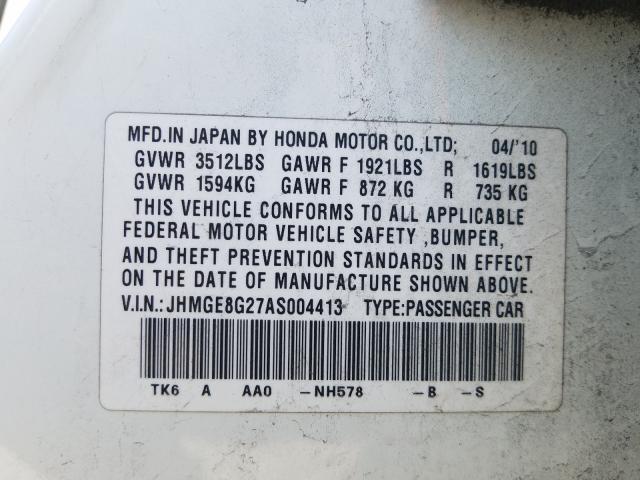 MFD.IN JAPAN BY HONDA MOTOR CO.,LTD; 04/'10
GVWR 3512LBS GAWR F 1921LBS R 1619LBS
GVWR 1594KG GAWR F 872 KG R 735 KG
THIS VEHICLE CONFORMS TO ALL APPLICABLE
FEDERAL MOTOR VEHICLE SAFETY ,BUMPER,
AND THEFT PREVENTION STANDARDS IN EFFECT
ON THE DATE OF MANUFACTURE SHOWN ABOVE.
V.I.N.:JHMGE8G27AS004413 TYPE:PASSENGER CAR
TK6 A AA0 -NH578 -B -S